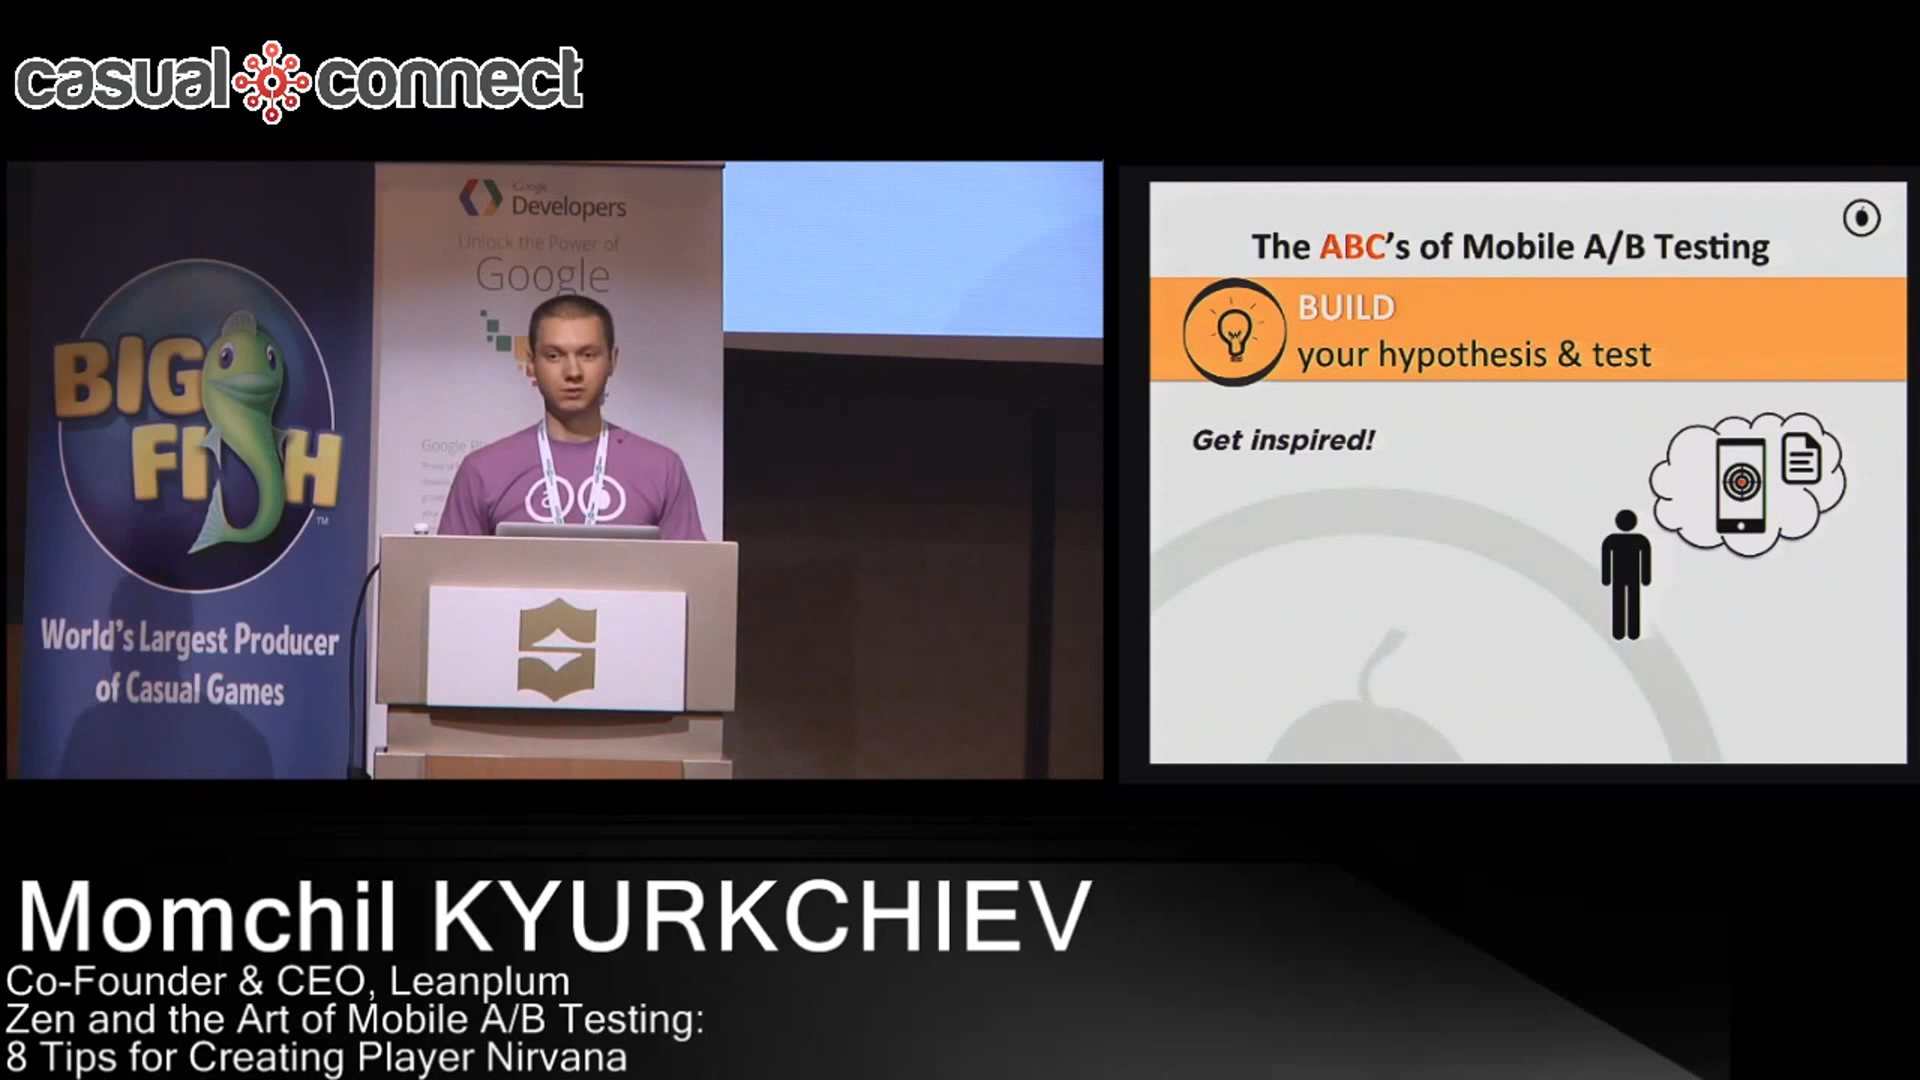 casual connect
Google
Developers
Unlock the Power of
Google
BIG
FISH
TM
World's Largest Producer
of Casual Games
The ABC's of Mobile A/B Testing
BUILD
your hypothesis & test
Get inspired!
Momchil KYURKCHIEV
Co-Founder & CEO, Leanplum
Zen and the Art of Mobile A/B Testing:
8 Tips for Creating Player Nirvana